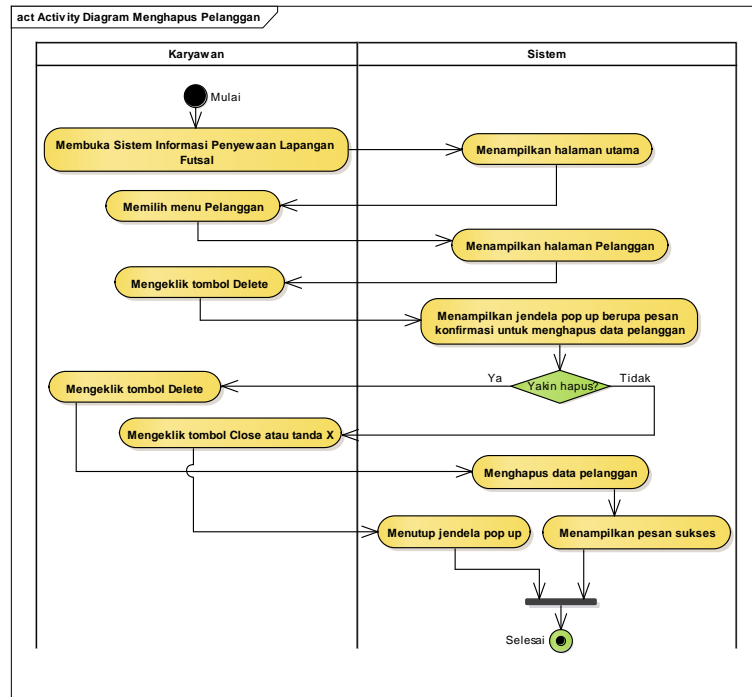 act Activity Diagram Menghapus Pelanggan
Karyawan
Sistem
Mulai
Membuka Sistem Informasi Penyewaan Lapangan
Futsal
Menampilkan halaman utama
Memilih menu Pelanggan
Menampilkan halaman Pelanggan
Mengeklik tombol Delete
Menampilkan jendela pop up berupa pesan
konfirmasi untuk menghapus data pelanggan
Ya
Yakin hapus?
Tidak
Mengeklik tombol Delete
Mengeklik tombol Close atau tanda X
Menghapus data pelanggan
Menutup jendela pop up
Menampilkan pesan sukses
Selesai